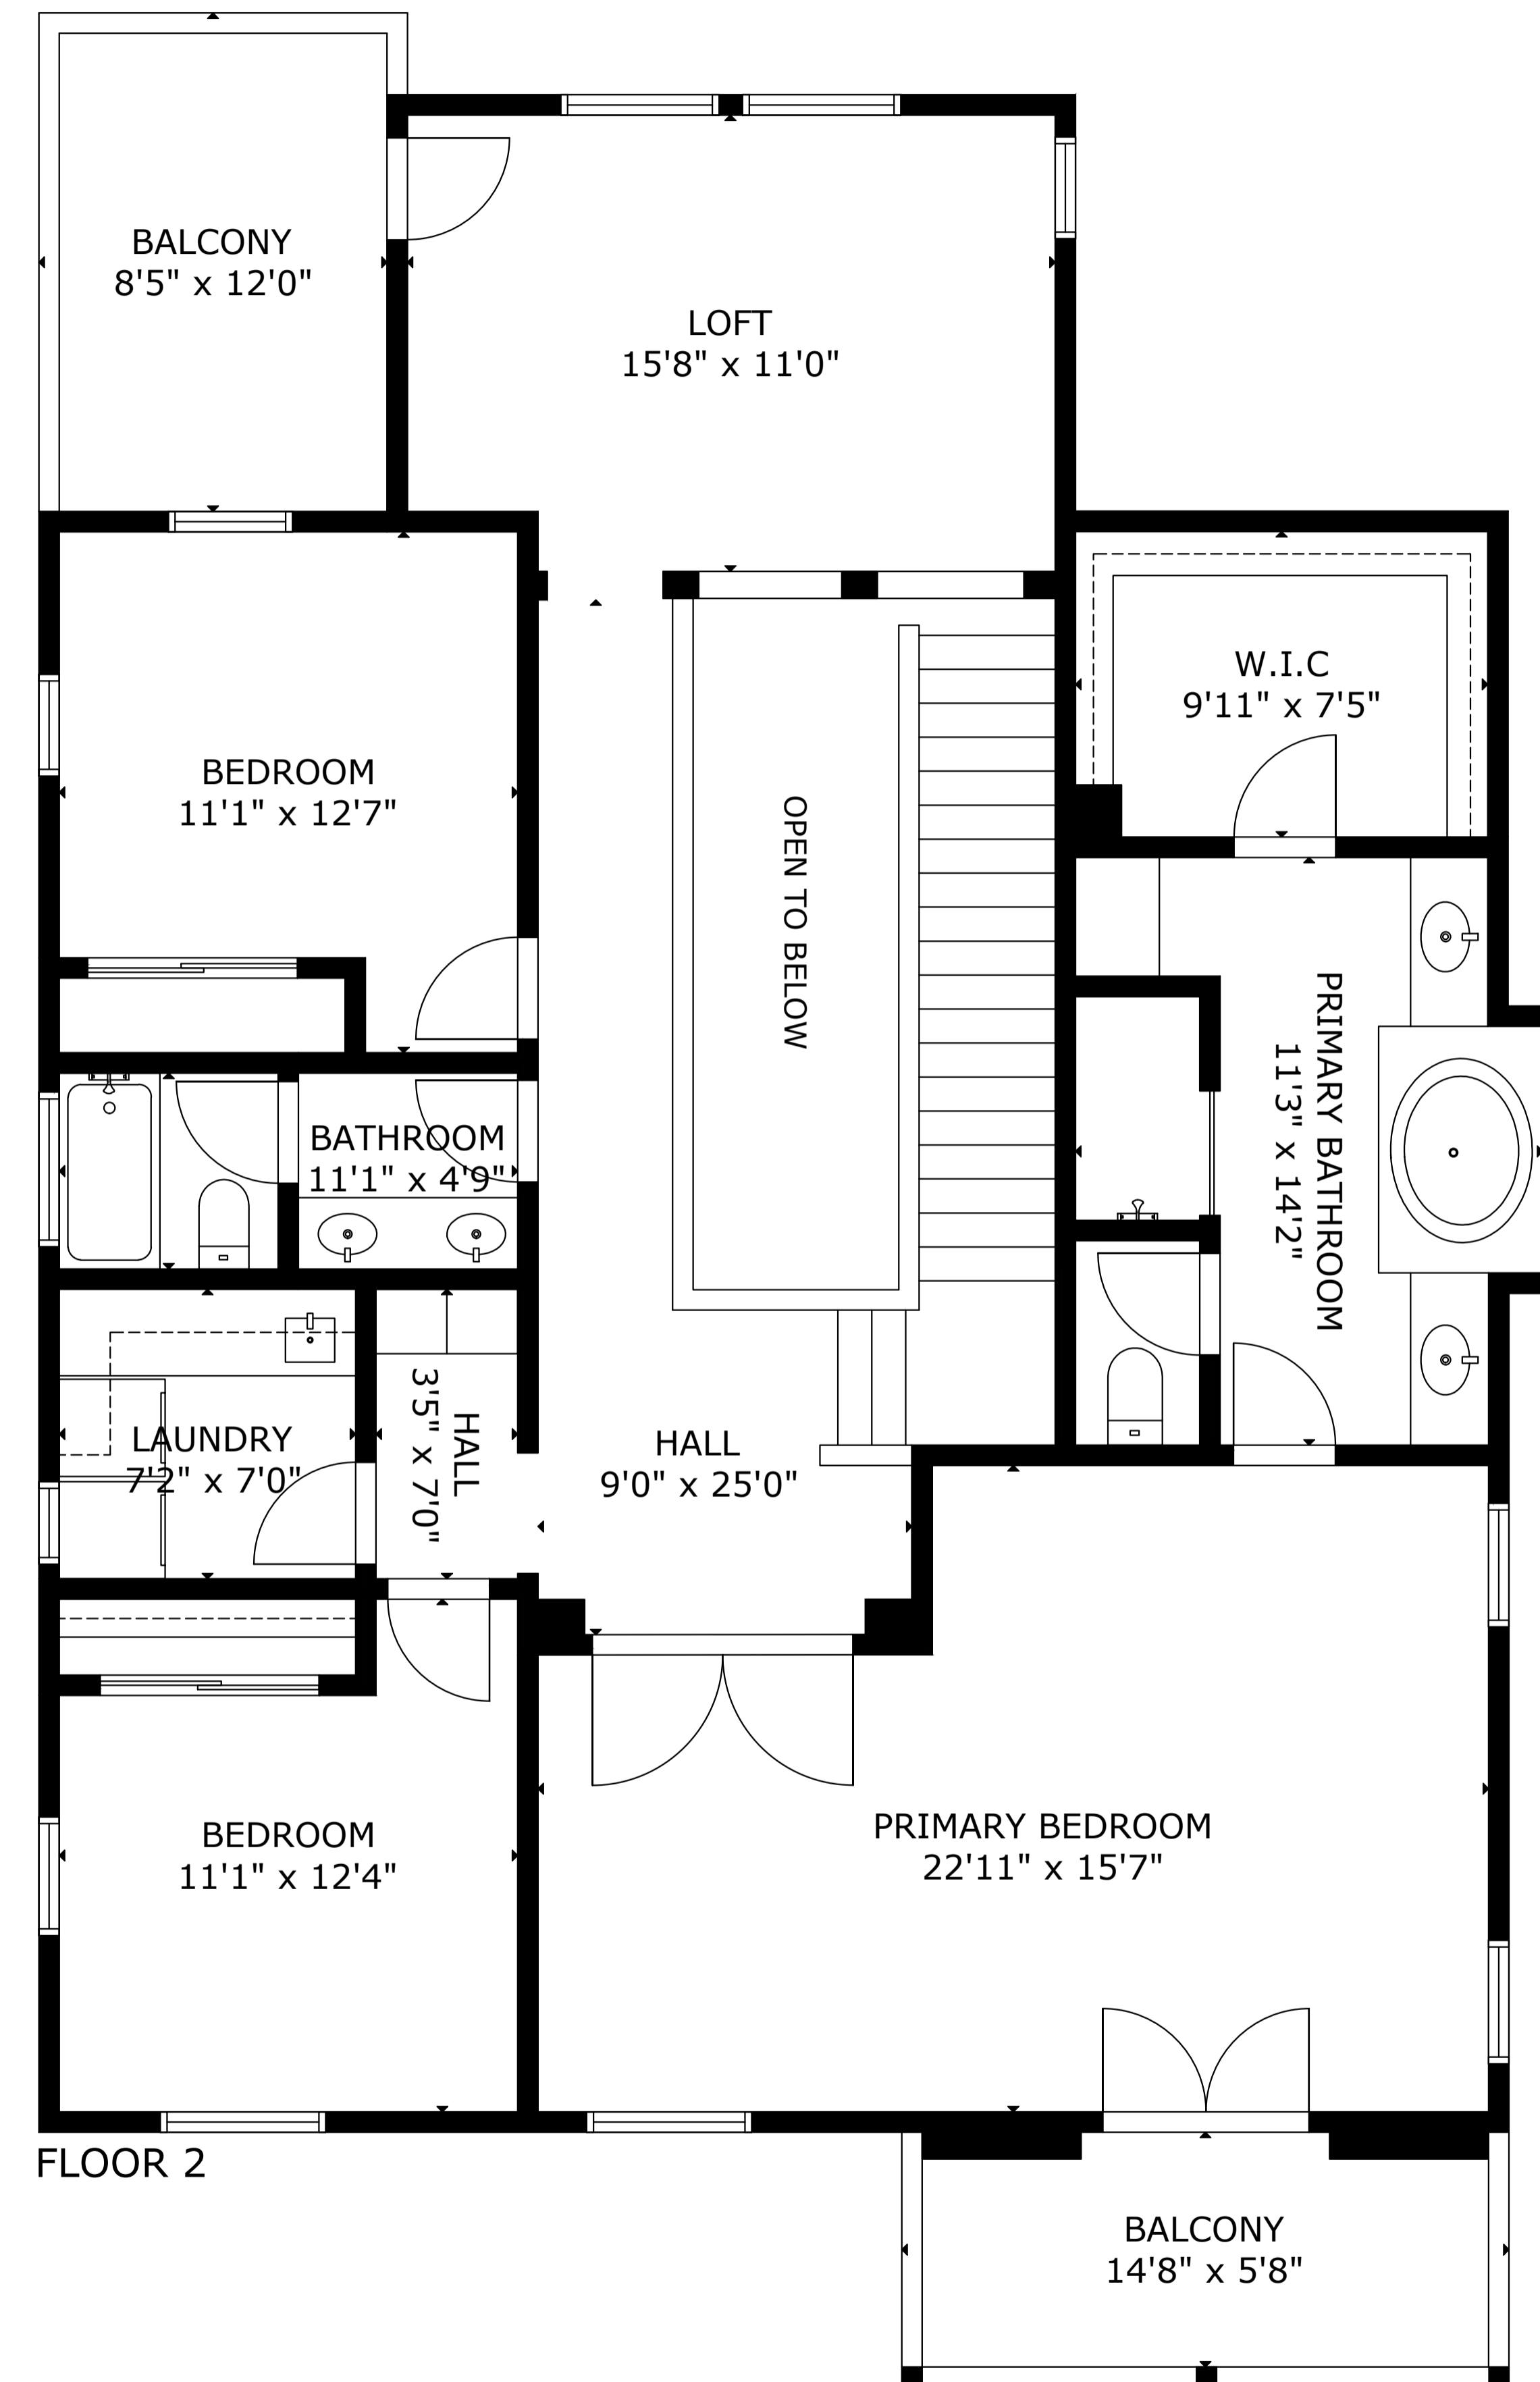 BALCONY
8'5" x 12'0"
LOFT
15'8" x 11'0"
W.I.C
9'11" x 7'5"
BEDROOM
11'1" x 12'7"
OPEN TO BELOW
PRIMARY BATHROOM
11'3" x 14'2"
BATHROOM
11'1" x 4'9"
LAUNDRY
7'2" x 7'0"
HALL
3'5" x 7'0"
HALL
9'0" x 25'0"
BEDROOM
11'1" x 12'4"
PRIMARY BEDROOM
22'11" x 15'7"
FLOOR 2
BALCONY
14'8" x 5'8"